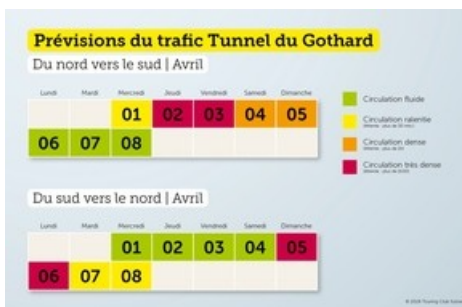 Prévisions du trafic Tunnel du Gothard
Du nord vers le sud | Avril
Lundi Mardi Mercredi Jeudi Vendredi Samedi Dimanche
01 02 03 04 05
06 07 08
Circulation fluide
Circulation ralentie
Circulation dense
Circulation très dense
Du sud vers le nord | Avril
Lundi Mardi Mercredi Jeudi Vendredi Samedi Dimanche
01 02 03 04 05
06 07 08